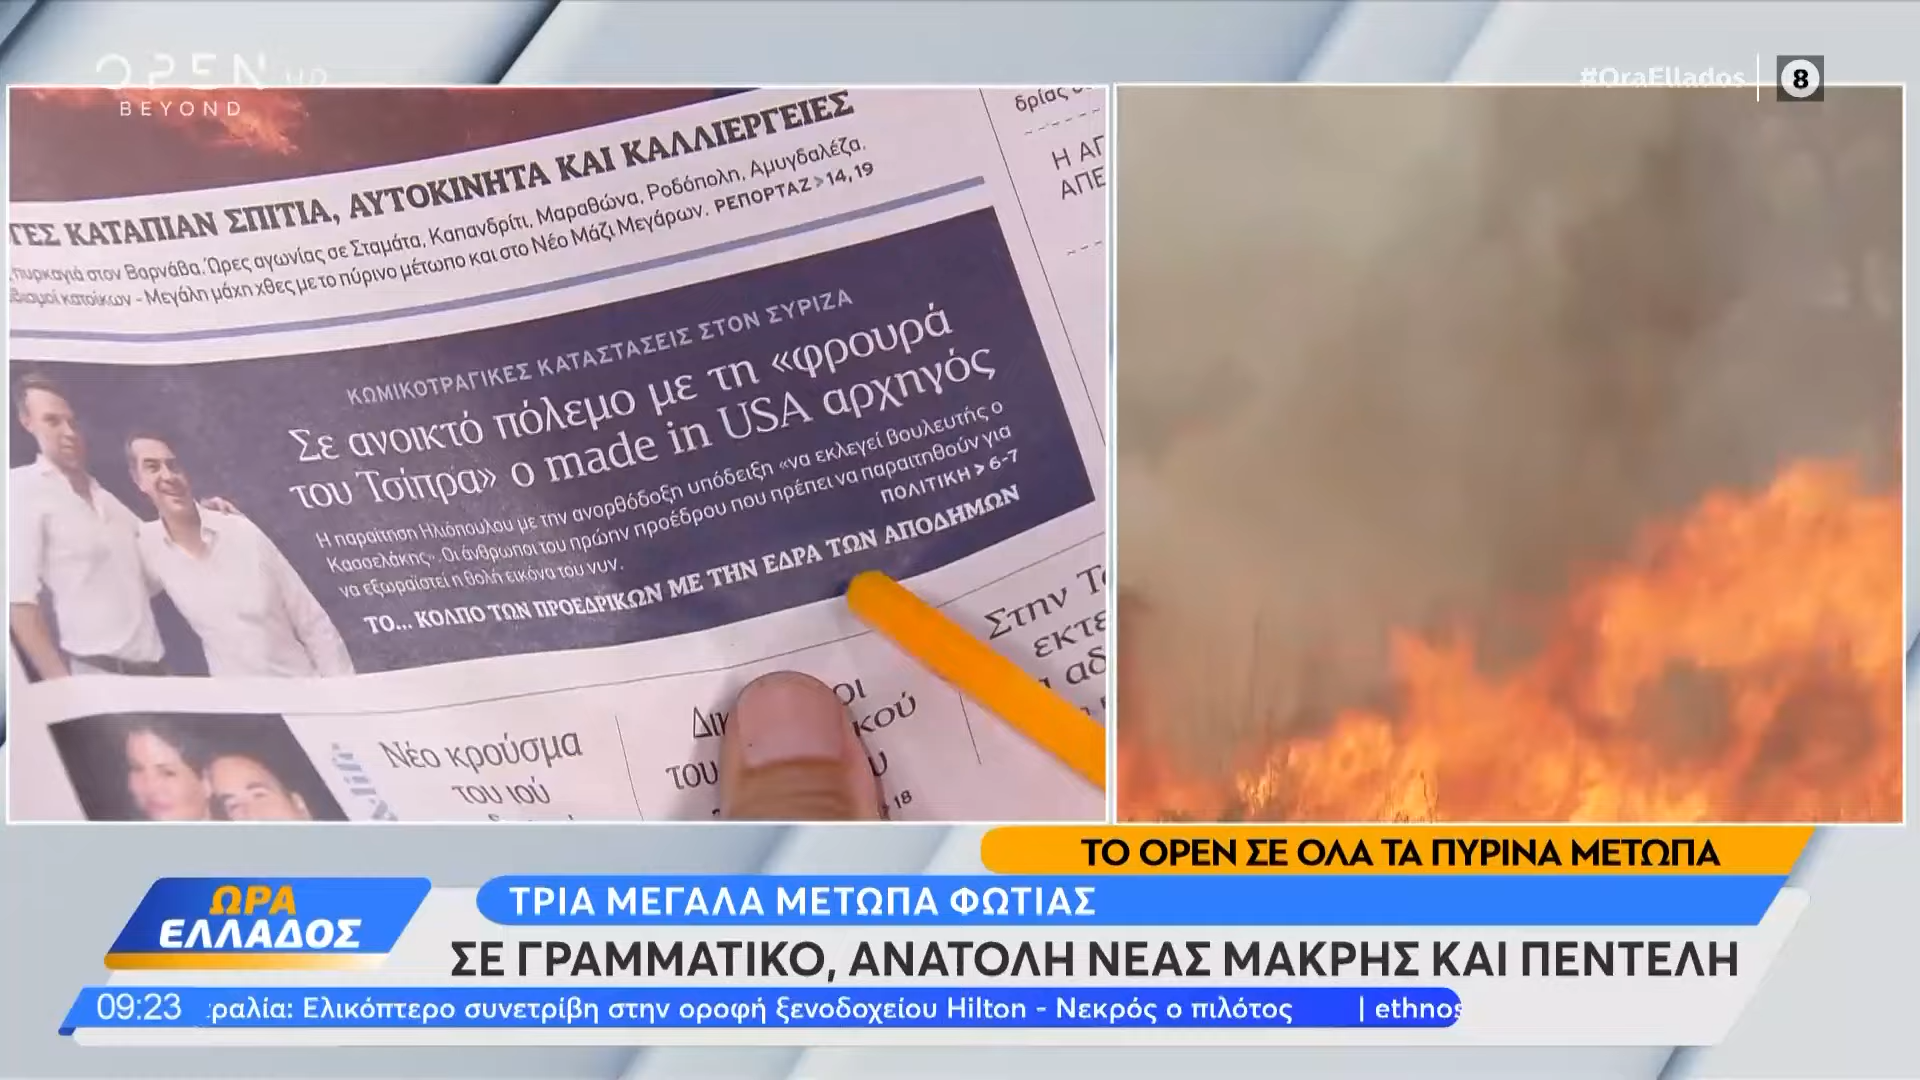 OPEN HD
BEYOND
#OraEllados
8
ΚΑΤΑΠΙΑΝ ΣΠΙΤΙΑ, ΑΥΤΟΚΙΝΗΤΑ ΚΑΙ ΚΑΛΛΙΕΡΓΕΙΕΣ
πυρκαγιά στον Βαρνάβα. Ώρες αγωνίας σε Σταμάτα, Καπανδρίτι, Μαραθώνα, Ροδόπολη, Αμυγδαλέζα.
κατοίκων - Μεγάλη μάχη χθες με το πύρινο μέτωπο και στο Νέο Μάζι Μεγάρων. ΡΕΠΟΡΤΑΖ > 14, 19
ΚΩΜΙΚΟΤΡΑΓΙΚΕΣ ΚΑΤΑΣΤΑΣΕΙΣ ΣΤΟΝ ΣΥΡΙΖΑ
Σε ανοικτό πόλεμο με τη «φρουρά
του Τσίπρα» ο made in USA αρχηγός
Η παραίτηση Ηλιόπουλου με την ανορθόδοξη υπόδειξη «να εκλεγεί βουλευτής ο
Κασσελάκης». Οι άνθρωποι του πρώην προέδρου που πρέπει να παραιτηθούν για
να εξωραϊστεί η θολή εικόνα του νυν.
ΠΟΛΙΤΙΚΗ > 6-7
ΤΟ... ΚΟΛΠΟ ΤΩΝ ΠΡΟΕΔΡΙΚΩΝ ΜΕ ΤΗΝ ΕΔΡΑ ΤΩΝ ΑΠΟΔΗΜΩΝ
Νέο κρούσμα
του ιού
του
18
Η
Στην
ΤΟ OPEN ΣΕ ΟΛΑ ΤΑ ΠΥΡΙΝΑ ΜΕΤΩΠΑ
ΤΡΙΑ ΜΕΓΑΛΑ ΜΕΤΩΠΑ ΦΩΤΙΑΣ
ΩΡΑ
ΕΛΛΑΔΟΣ
ΣΕ ΓΡΑΜΜΑΤΙΚΟ, ΑΝΑΤΟΛΗ ΝΕΑΣ ΜΑΚΡΗΣ ΚΑΙ ΠΕΝΤΕΛΗ
09:23 ραλία: Ελικόπτερο συνετρίβη στην οροφή ξενοδοχείου Hilton - Νεκρός ο πιλότος | ethnos